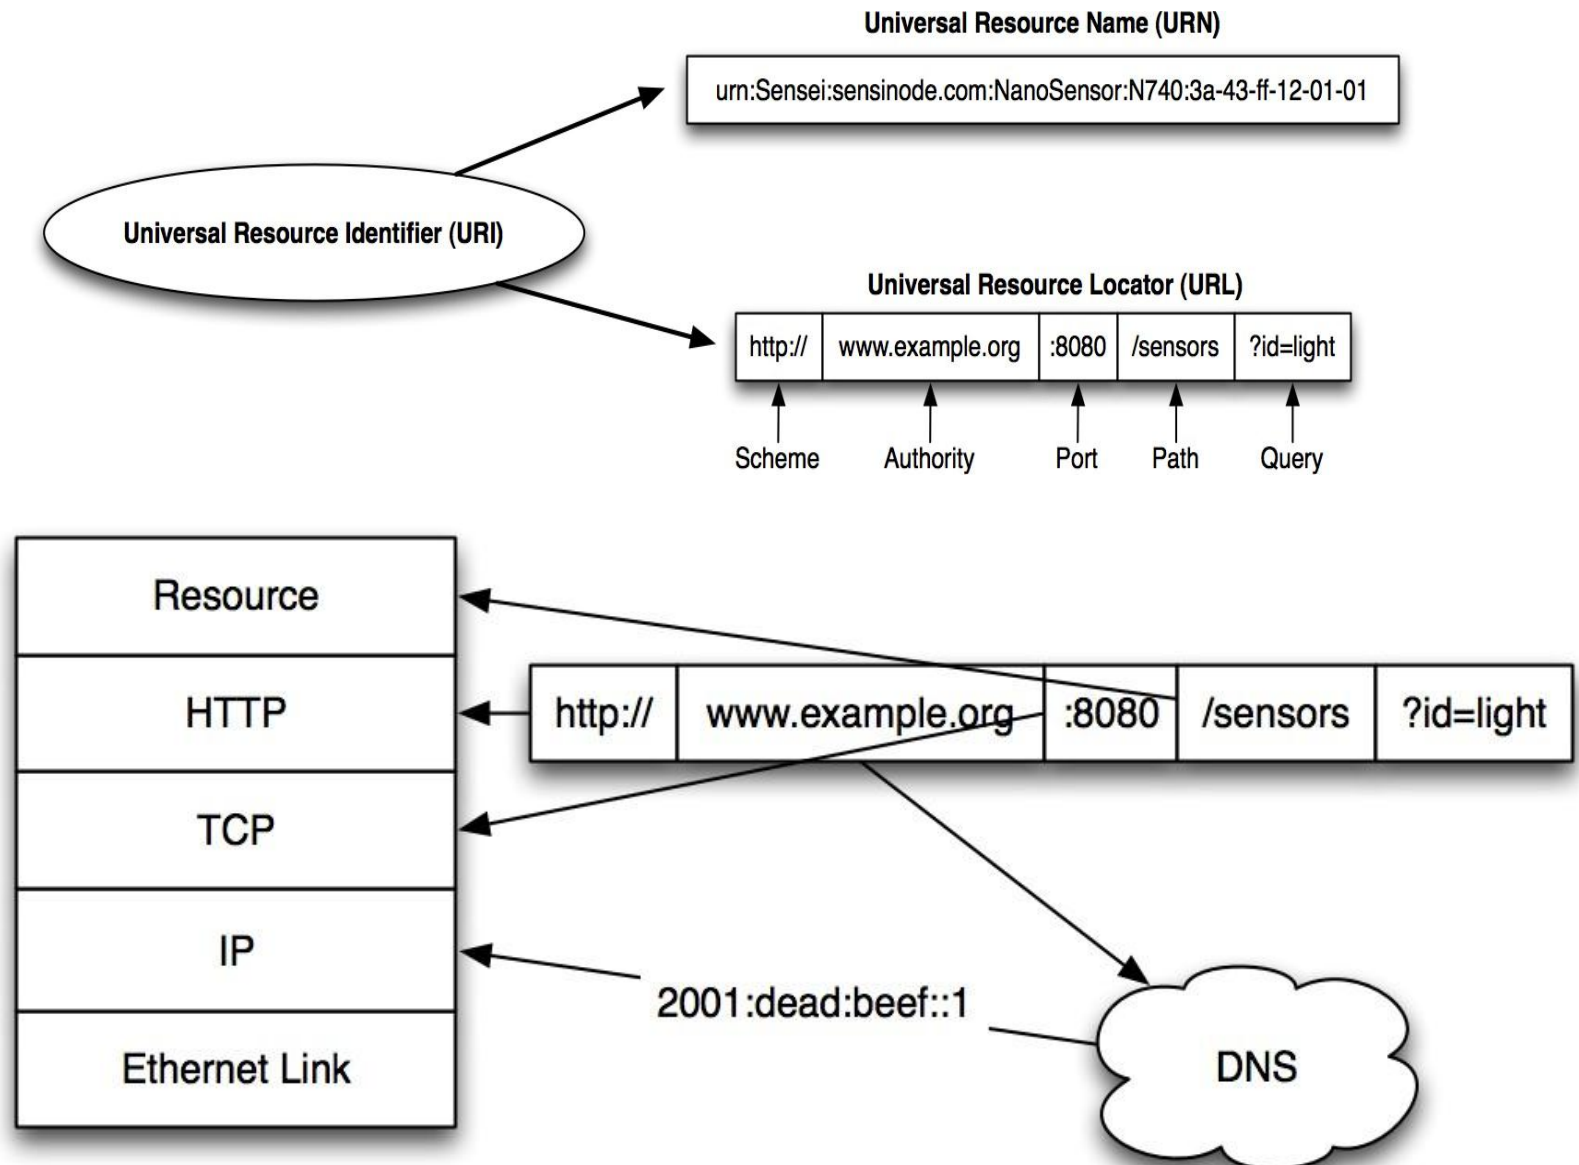 Universal Resource Name (URN)
urn:Sensei:sensinode.com:NanoSensor:N740:3a-43-ff-12-01-01
Universal Resource Identifier (URI)
Universal Resource Locator (URL)
http:// www.example.org :8080 /sensors ?id=light
Scheme Authority Port Path Query
Resource
HTTP
http:// www.example.org :8080 /sensors ?id=light
TCP
IP
2001:dead:beef::1
Ethernet Link
DNS